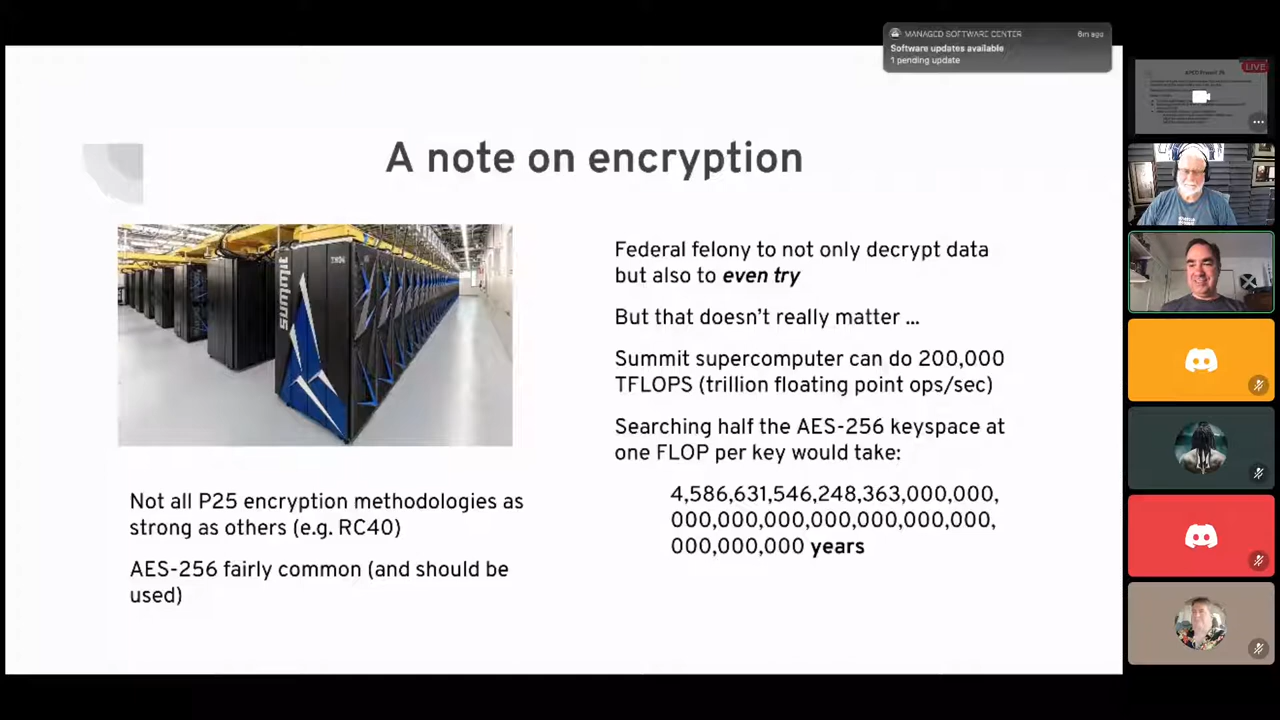 MANAGED SOFTWARE CENTER
6m ago
Software updates available
1 pending update
LIVE
A note on encryption
summit
Federal felony to not only decrypt data
but also to even try
But that doesn't really matter ...
Summit supercomputer can do 200,000
TFLOPS (trillion floating point ops/sec)
Searching half the AES-256 keyspace at
one FLOP per key would take:
4,586,631,546,248,363,000,000,
000,000,000,000,000,000,000,
000,000,000 years
Not all P25 encryption methodologies as
strong as others (e.g. RC40)
AES-256 fairly common (and should be
used)